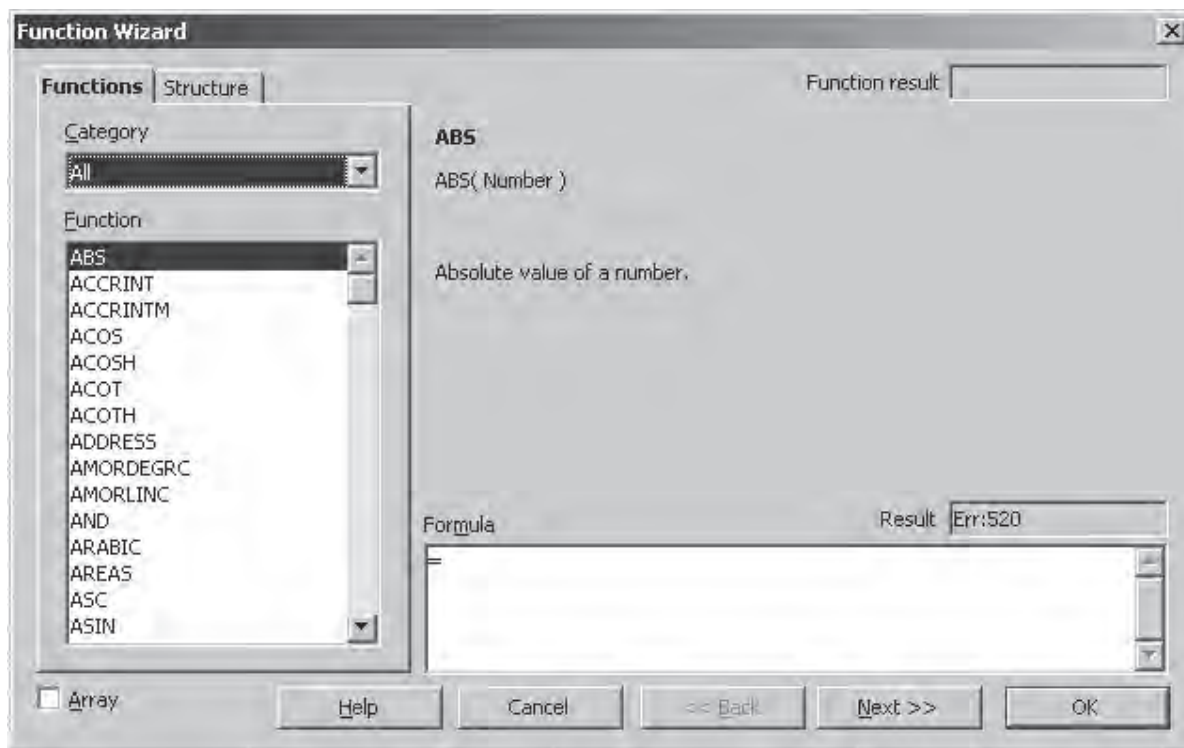 Function Wizard
Functions
Structure
Function result
Category
All
ABS
ABS( Number )
Function
ABS
ACCRINT
ACCRINTM
ACOS
ACOSH
ACOT
ACOTH
ADDRESS
AMORDEGRC
AMORLINC
AND
ARABIC
AREAS
ASC
ASIN
Absolute value of a number.
Formula
Result
Err:520
=
Array
Help
Cancel
<< Back
Next >>
OK